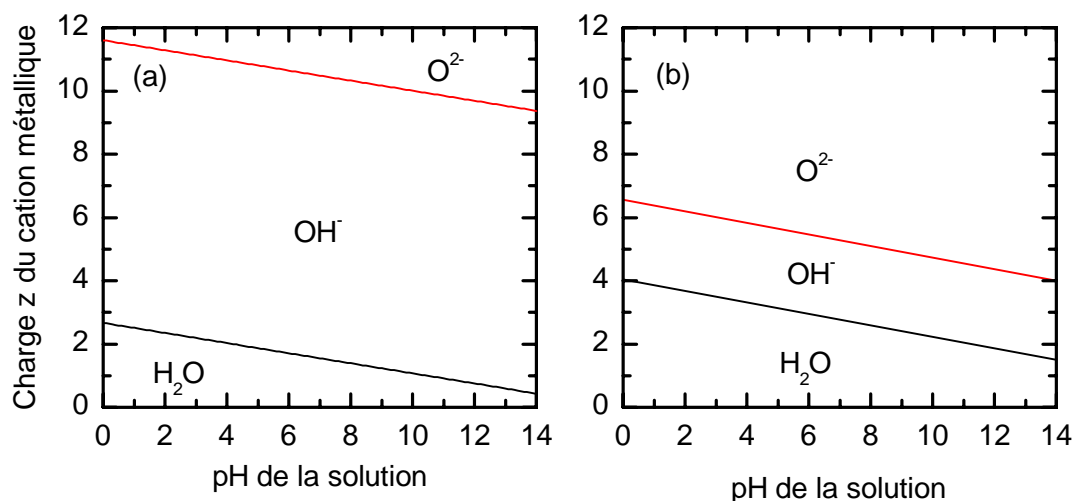 Charge z du cation métallique
12
10
8
6
4
2
0
(a)
O²⁻
OH⁻
H₂O
0 2 4 6 8 10 12 14
pH de la solution
12
10
8
6
4
2
0
(b)
O²⁻
OH⁻
H₂O
0 2 4 6 8 10 12 14
pH de la solution